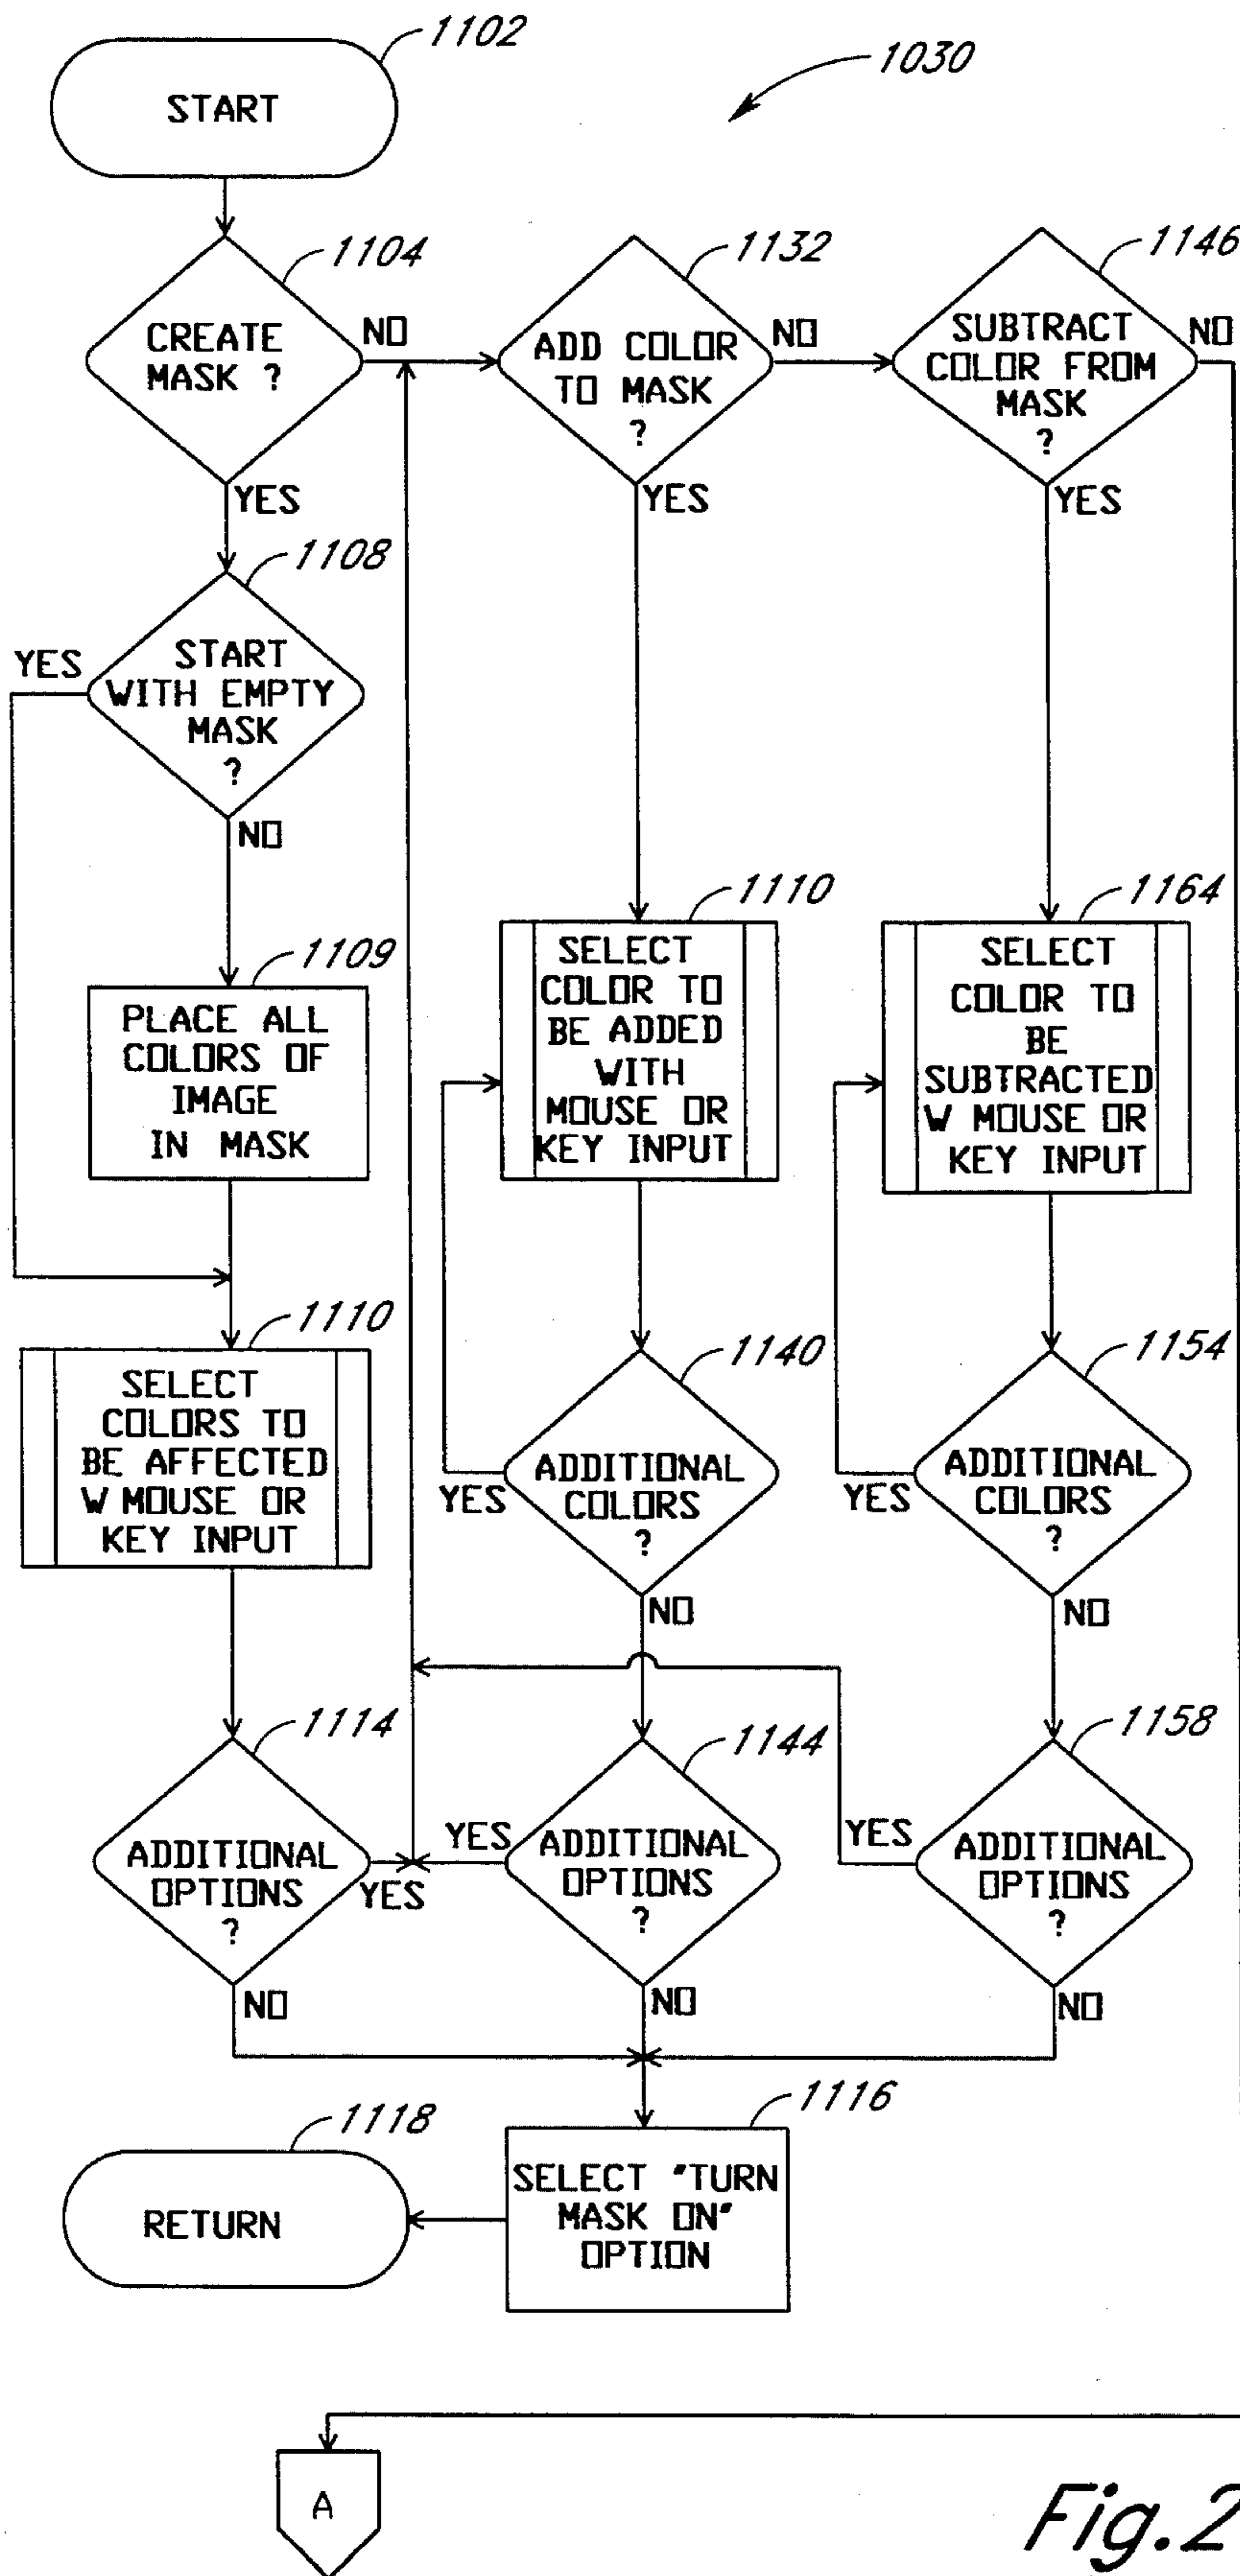 1102
1030
START
1104
CREATE
MASK ?
NO
YES
1132
ADD COLOR
TO MASK
?
NO
YES
1146
SUBTRACT
COLOR FROM
MASK
?
NO
YES
1108
START
WITH EMPTY
MASK
?
YES
NO
1109
PLACE ALL
COLORS OF
IMAGE
IN MASK
1110
SELECT
COLOR TO
BE ADDED
WITH
MOUSE OR
KEY INPUT
1164
SELECT
COLOR TO
BE
SUBTRACTED
W MOUSE OR
KEY INPUT
1110
SELECT
COLORS TO
BE AFFECTED
W MOUSE OR
KEY INPUT
1140
ADDITIONAL
COLORS
?
YES
NO
1154
ADDITIONAL
COLORS
?
YES
NO
1114
ADDITIONAL
OPTIONS
?
YES
NO
1144
ADDITIONAL
OPTIONS
?
YES
NO
1158
ADDITIONAL
OPTIONS
?
YES
NO
1116
SELECT "TURN
MASK ON"
OPTION
1118
RETURN
A
Fig.2